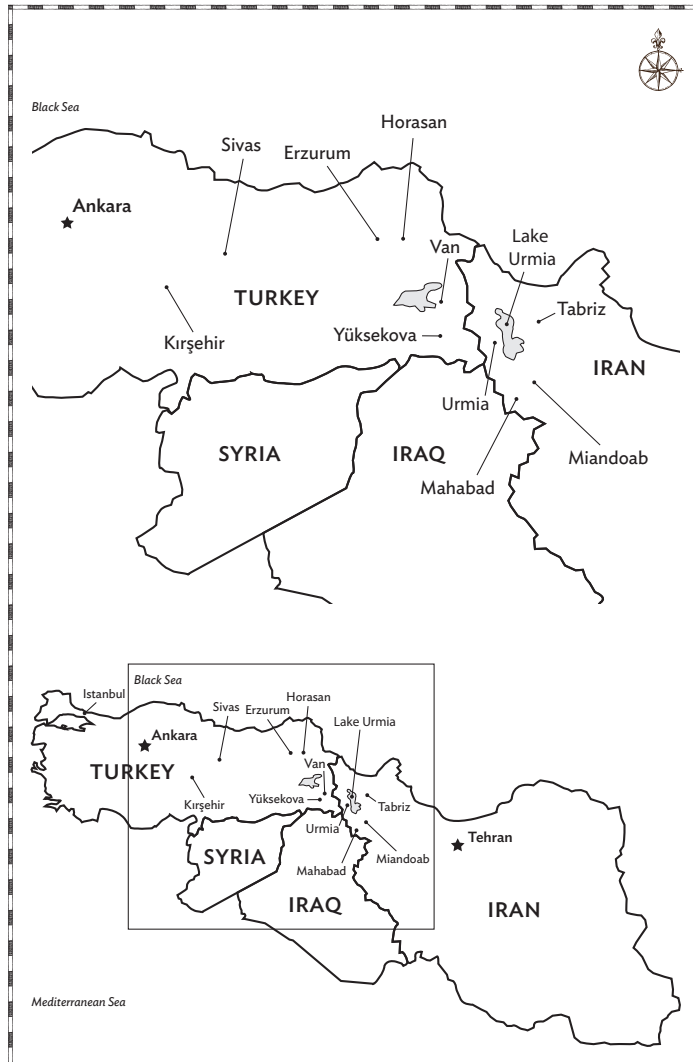 Black Sea
Horasan
Sivas
Erzurum
Ankara
Van
Lake
Urmia
TURKEY
Tabriz
Yüksekova
Kırşehir
IRAN
Urmia
SYRIA
IRAQ
Miandoab
Mahabad
Black Sea
Istanbul
Horasan
Sivas
Erzurum
Lake Urmia
Ankara
Van
TURKEY
Kırşehir
Yüksekova
Tabriz
Urmia
Tehran
SYRIA
Miandoab
Mahabad
IRAQ
IRAN
Mediterranean Sea